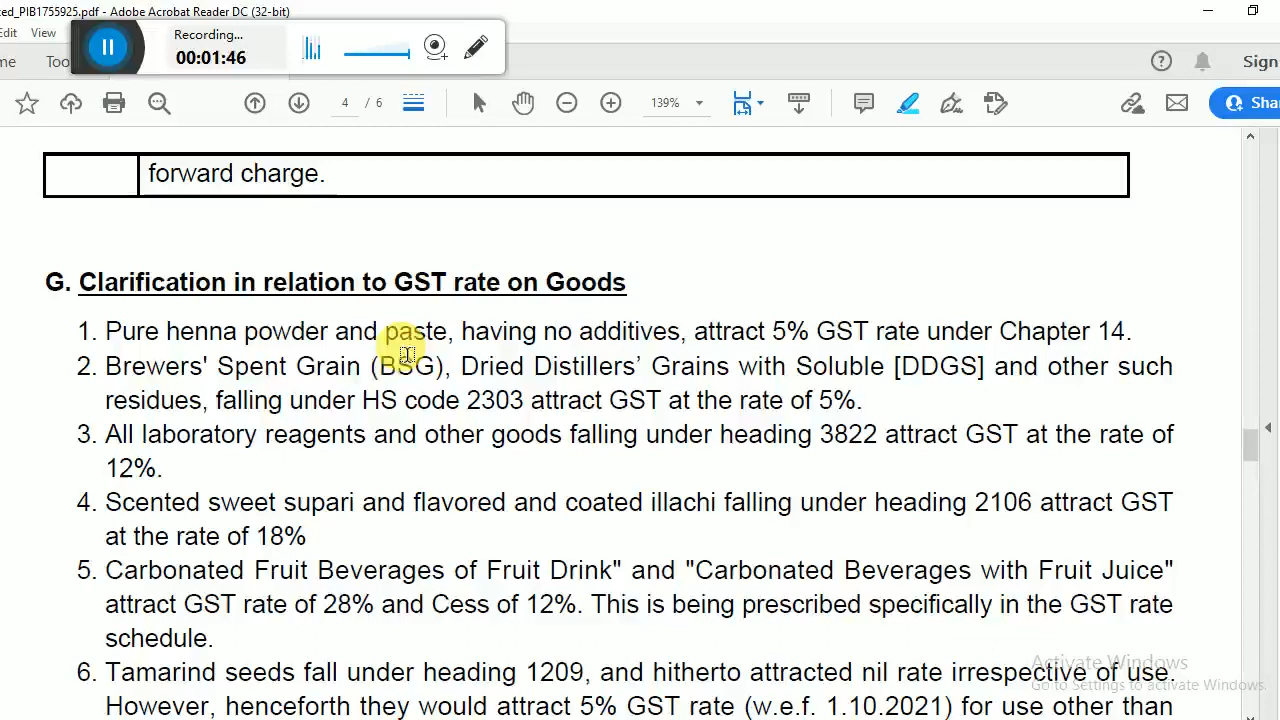 ed_PIB1755925.pdf - Adobe Acrobat Reader DC (32-bit)
Edit View
Recording...
00:01:46
me Too
Sign
4 / 6
139%
Sha
forward charge.
G. Clarification in relation to GST rate on Goods
1. Pure henna powder and paste, having no additives, attract 5% GST rate under Chapter 14.
2. Brewers' Spent Grain (BSG), Dried Distillers’ Grains with Soluble [DDGS] and other such
residues, falling under HS code 2303 attract GST at the rate of 5%.
3. All laboratory reagents and other goods falling under heading 3822 attract GST at the rate of
12%.
4. Scented sweet supari and flavored and coated illachi falling under heading 2106 attract GST
at the rate of 18%
5. Carbonated Fruit Beverages of Fruit Drink" and "Carbonated Beverages with Fruit Juice"
attract GST rate of 28% and Cess of 12%. This is being prescribed specifically in the GST rate
schedule.
6. Tamarind seeds fall under heading 1209, and hitherto attracted nil rate irrespective of use.
However, henceforth they would attract 5% GST rate (w.e.f. 1.10.2021) for use other than
Activate Windows
Go to Settings to activate Windows.